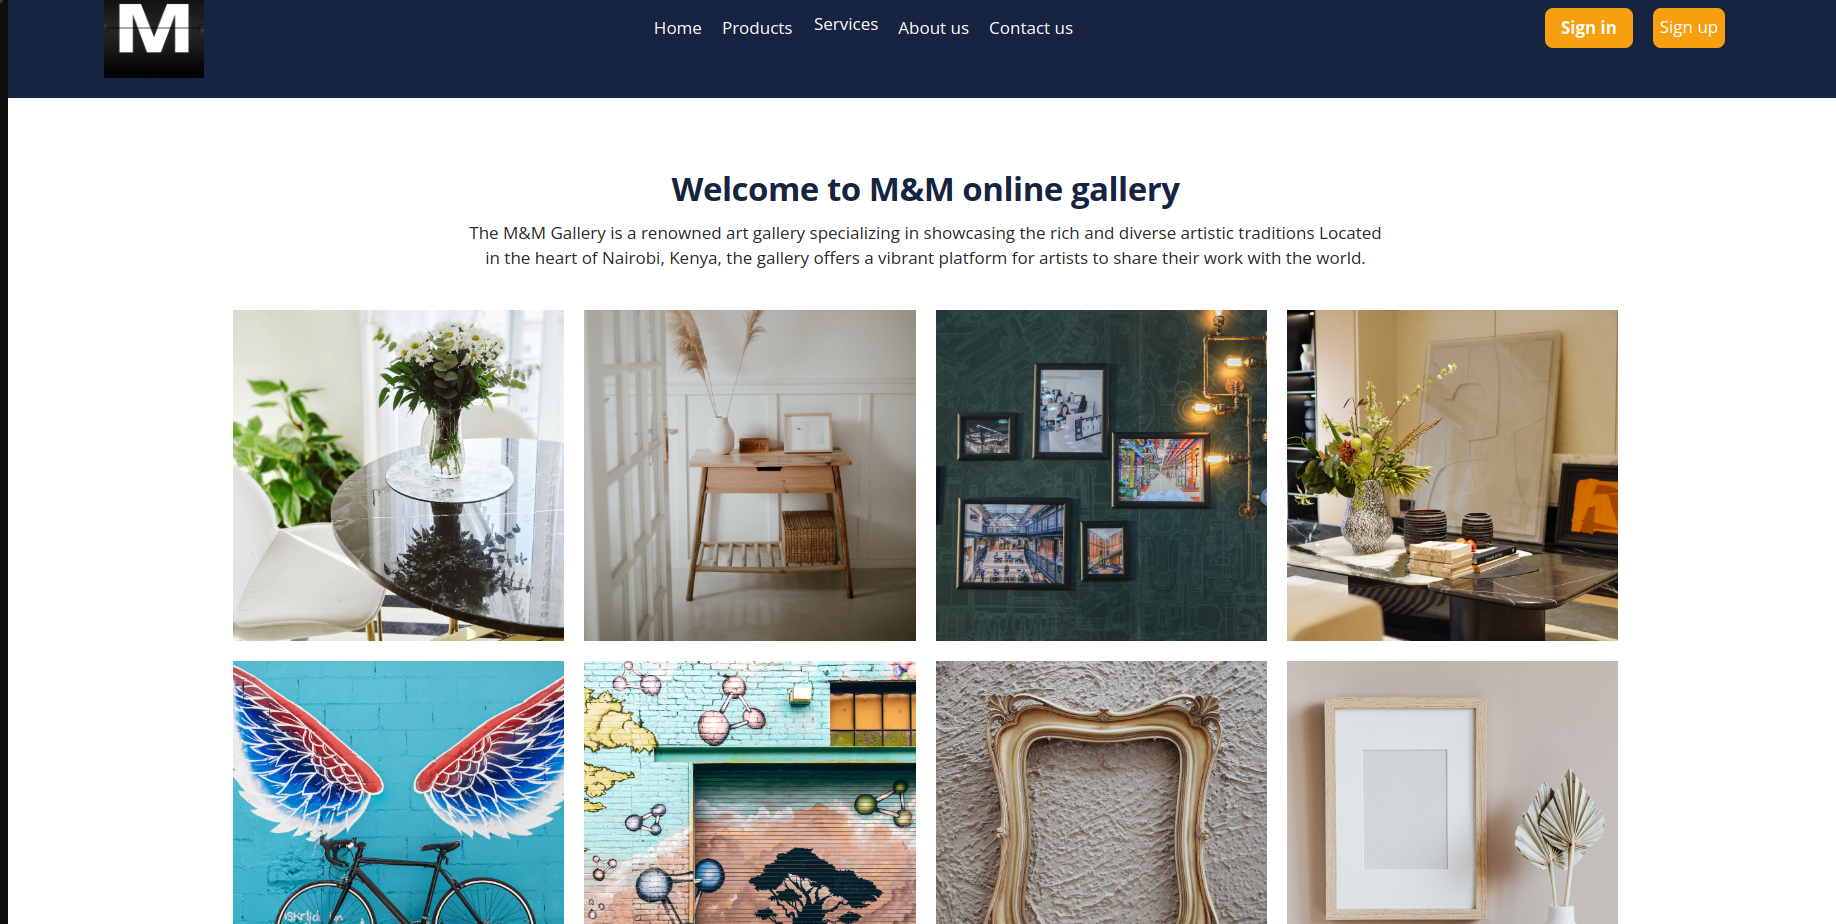 M
Home Products Services About us Contact us Sign in Sign up
Welcome to M&M online gallery
The M&M Gallery is a renowned art gallery specializing in showcasing the rich and diverse artistic traditions Located
in the heart of Nairobi, Kenya, the gallery offers a vibrant platform for artists to share their work with the world.